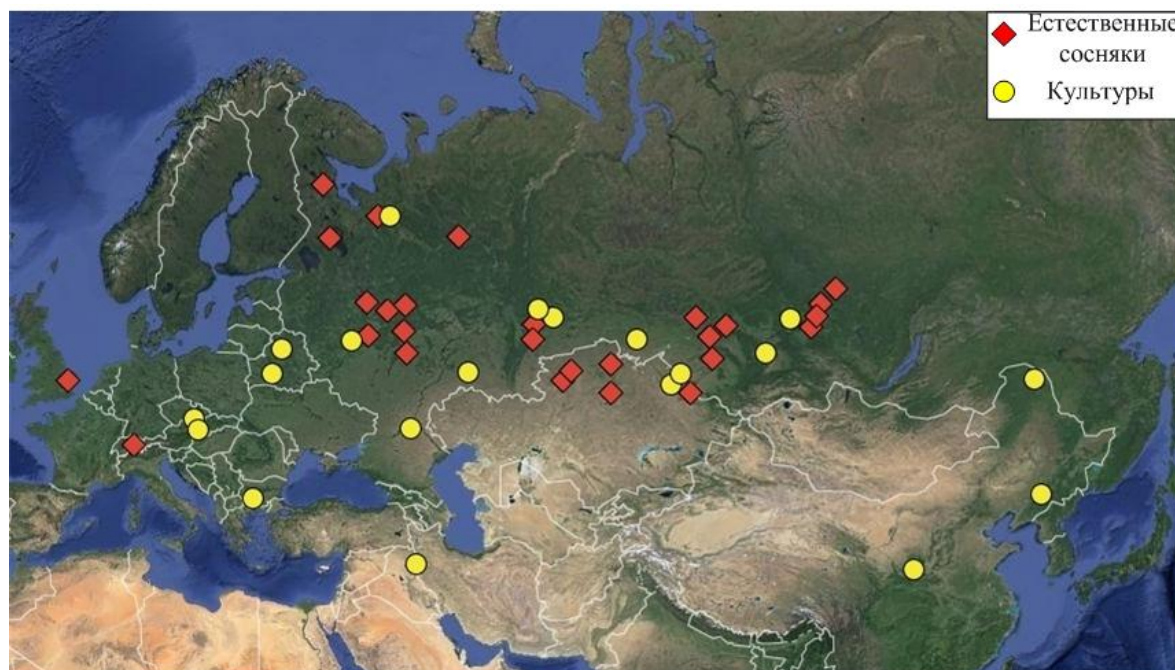 Естественные
сосняки
Культуры